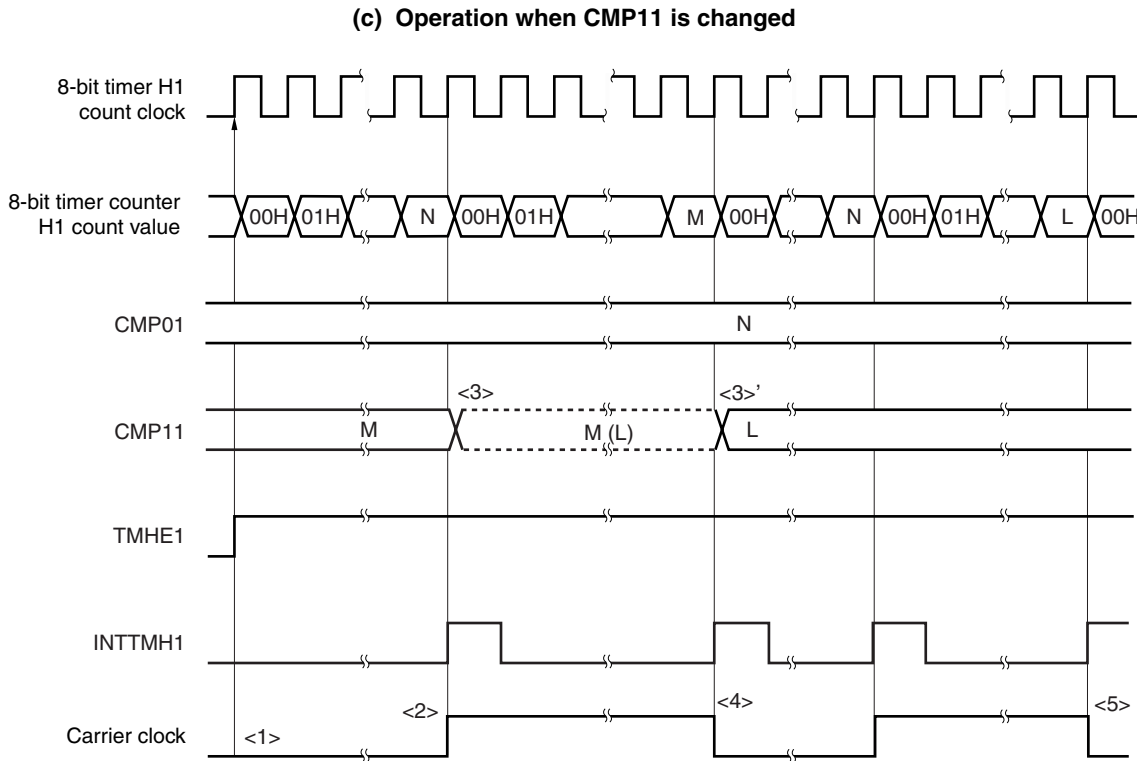 (c) Operation when CMP11 is changed
8-bit timer H1
count clock
8-bit timer counter
H1 count value
00H 01H N 00H 01H M 00H N 00H 01H L 00H
CMP01
N
<3> <3>’
CMP11
M M (L) L
TMHE1
INTTMH1
<2> <4> <5>
Carrier clock
<1>